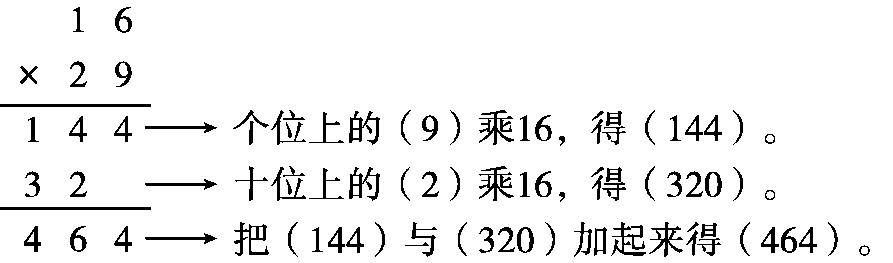 1 6
× 2 9
1 4 4 → 个位上的（9）乘16，得（144）。
3 2 → 十位上的（2）乘16，得（320）。
4 6 4 → 把（144）与（320）加起来得（464）。